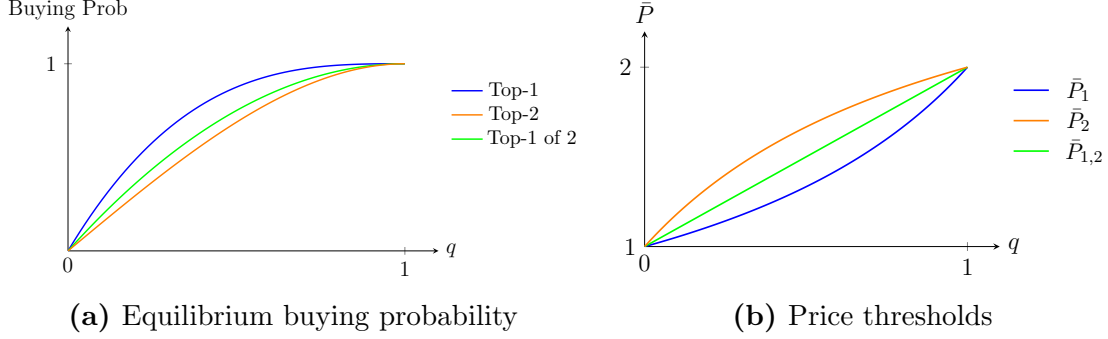 Buying Prob
1
0
1
q
Top-1
Top-2
Top-1 of 2
(a) Equilibrium buying probability
P̄
2
1
0
1
q
P̄₁
P̄₂
P̄₁,₂
(b) Price thresholds